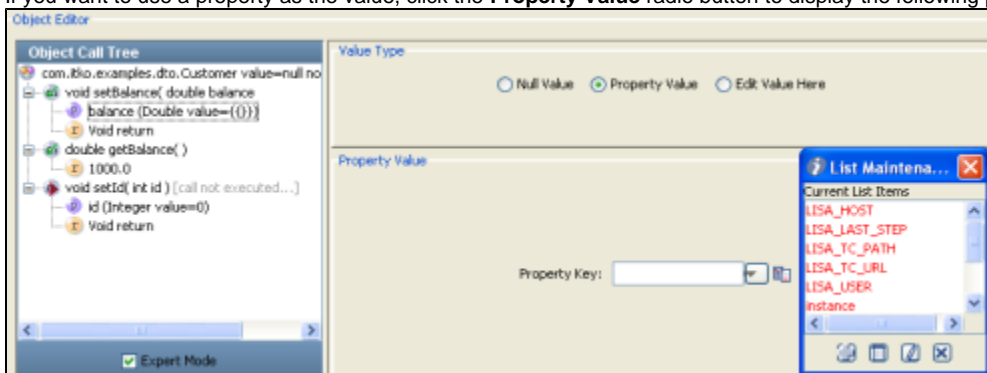 If you want to use a property as the value, click the Property Value radio button to display the following
Object Editor
Object Call Tree
com.itko.examples.dto.Customer value=null no
void setBalance( double balance
balance (Double value={{}})
Void return
double getBalance( )
1000.0
void setId( int id ) [call not executed...]
id (Integer value=0)
Void return
Expert Mode
Value Type
Null Value Property Value Edit Value Here
Property Value
Property Key:
List Maintena...
Current List Items
LISA_HOST
LISA_LAST_STEP
LISA_TC_PATH
LISA_TC_URL
LISA_USER
instance